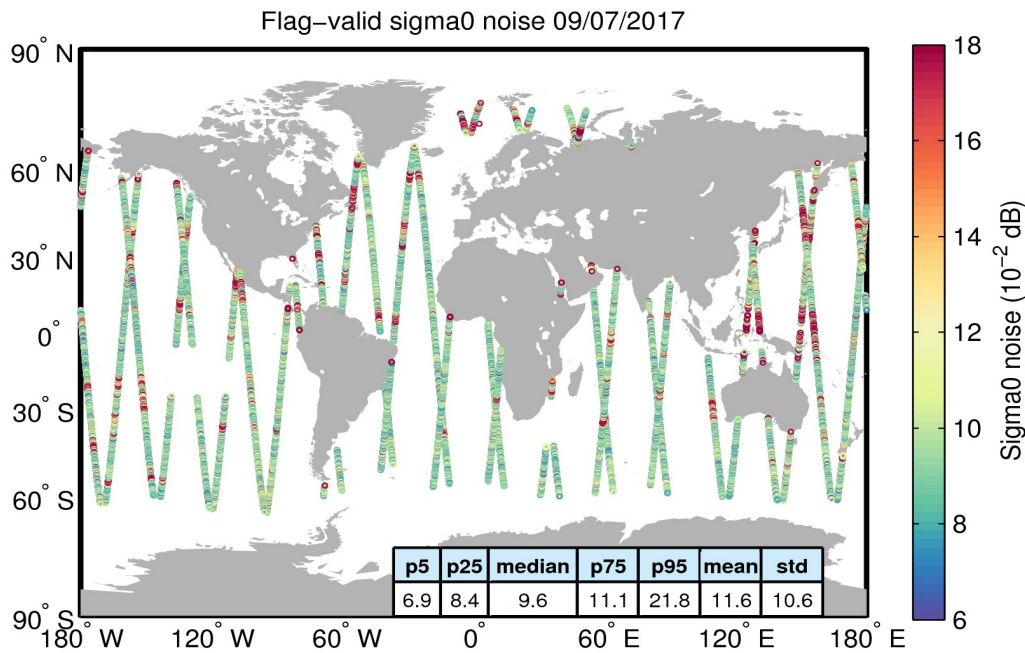 Flag−valid sigma0 noise 09/07/2017
90° N
60° N
30° N
0°
30° S
60° S
90° S
180° W
120° W
60° W
0°
60° E
120° E
180° E
p5 p25 median p75 p95 mean std
6.9 8.4 9.6 11.1 21.8 11.6 10.6
18
16
14
12
10
8
6
Sigma0 noise (10⁻² dB)